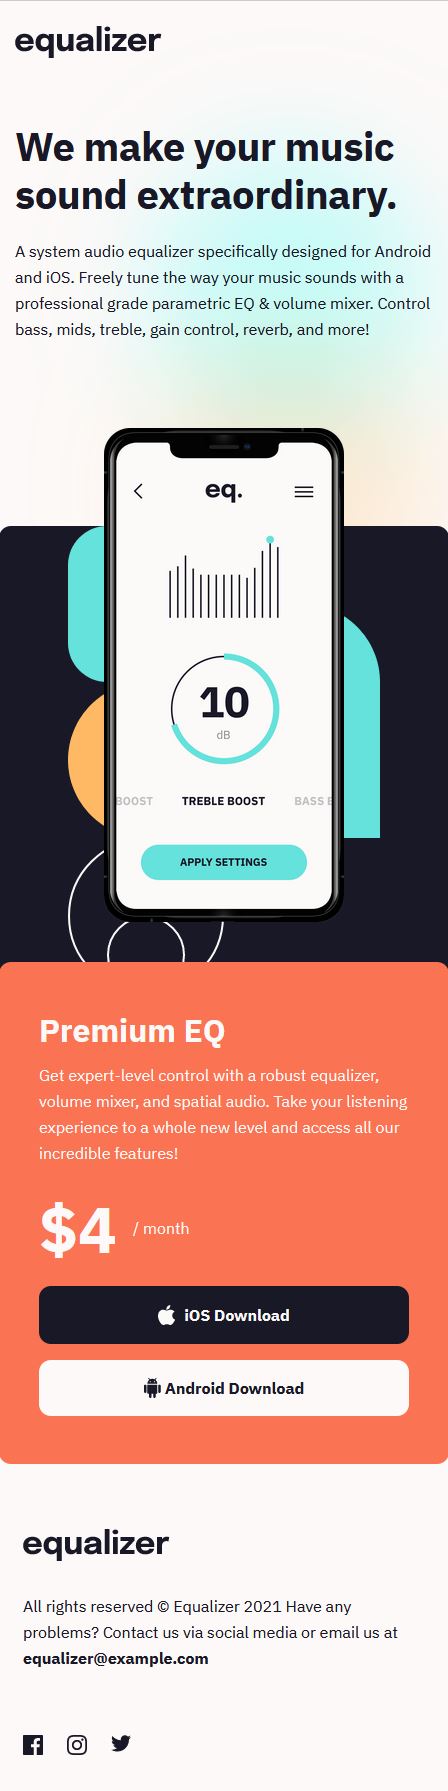 equalizer
We make your music
sound extraordinary.
A system audio equalizer specifically designed for Android
and iOS. Freely tune the way your music sounds with a
professional grade parametric EQ & volume mixer. Control
bass, mids, treble, gain control, reverb, and more!
eq.
10
dB
BOOST TREBLE BOOST BASS
APPLY SETTINGS
Premium EQ
Get expert-level control with a robust equalizer,
volume mixer, and spatial audio. Take your listening
experience to a whole new level and access all our
incredible features!
$4 / month
iOS Download
Android Download
equalizer
All rights reserved © Equalizer 2021 Have any
problems? Contact us via social media or email us at
equalizer@example.com